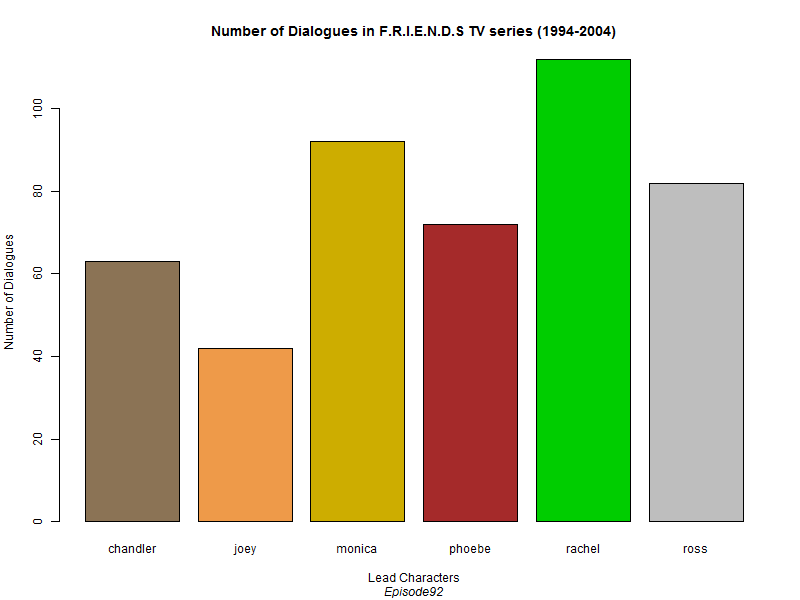 Number of Dialogues in F.R.I.E.N.D.S TV series (1994-2004)
Number of Dialogues
100
80
60
40
20
0
chandler joey monica phoebe rachel ross
Lead Characters
Episode92